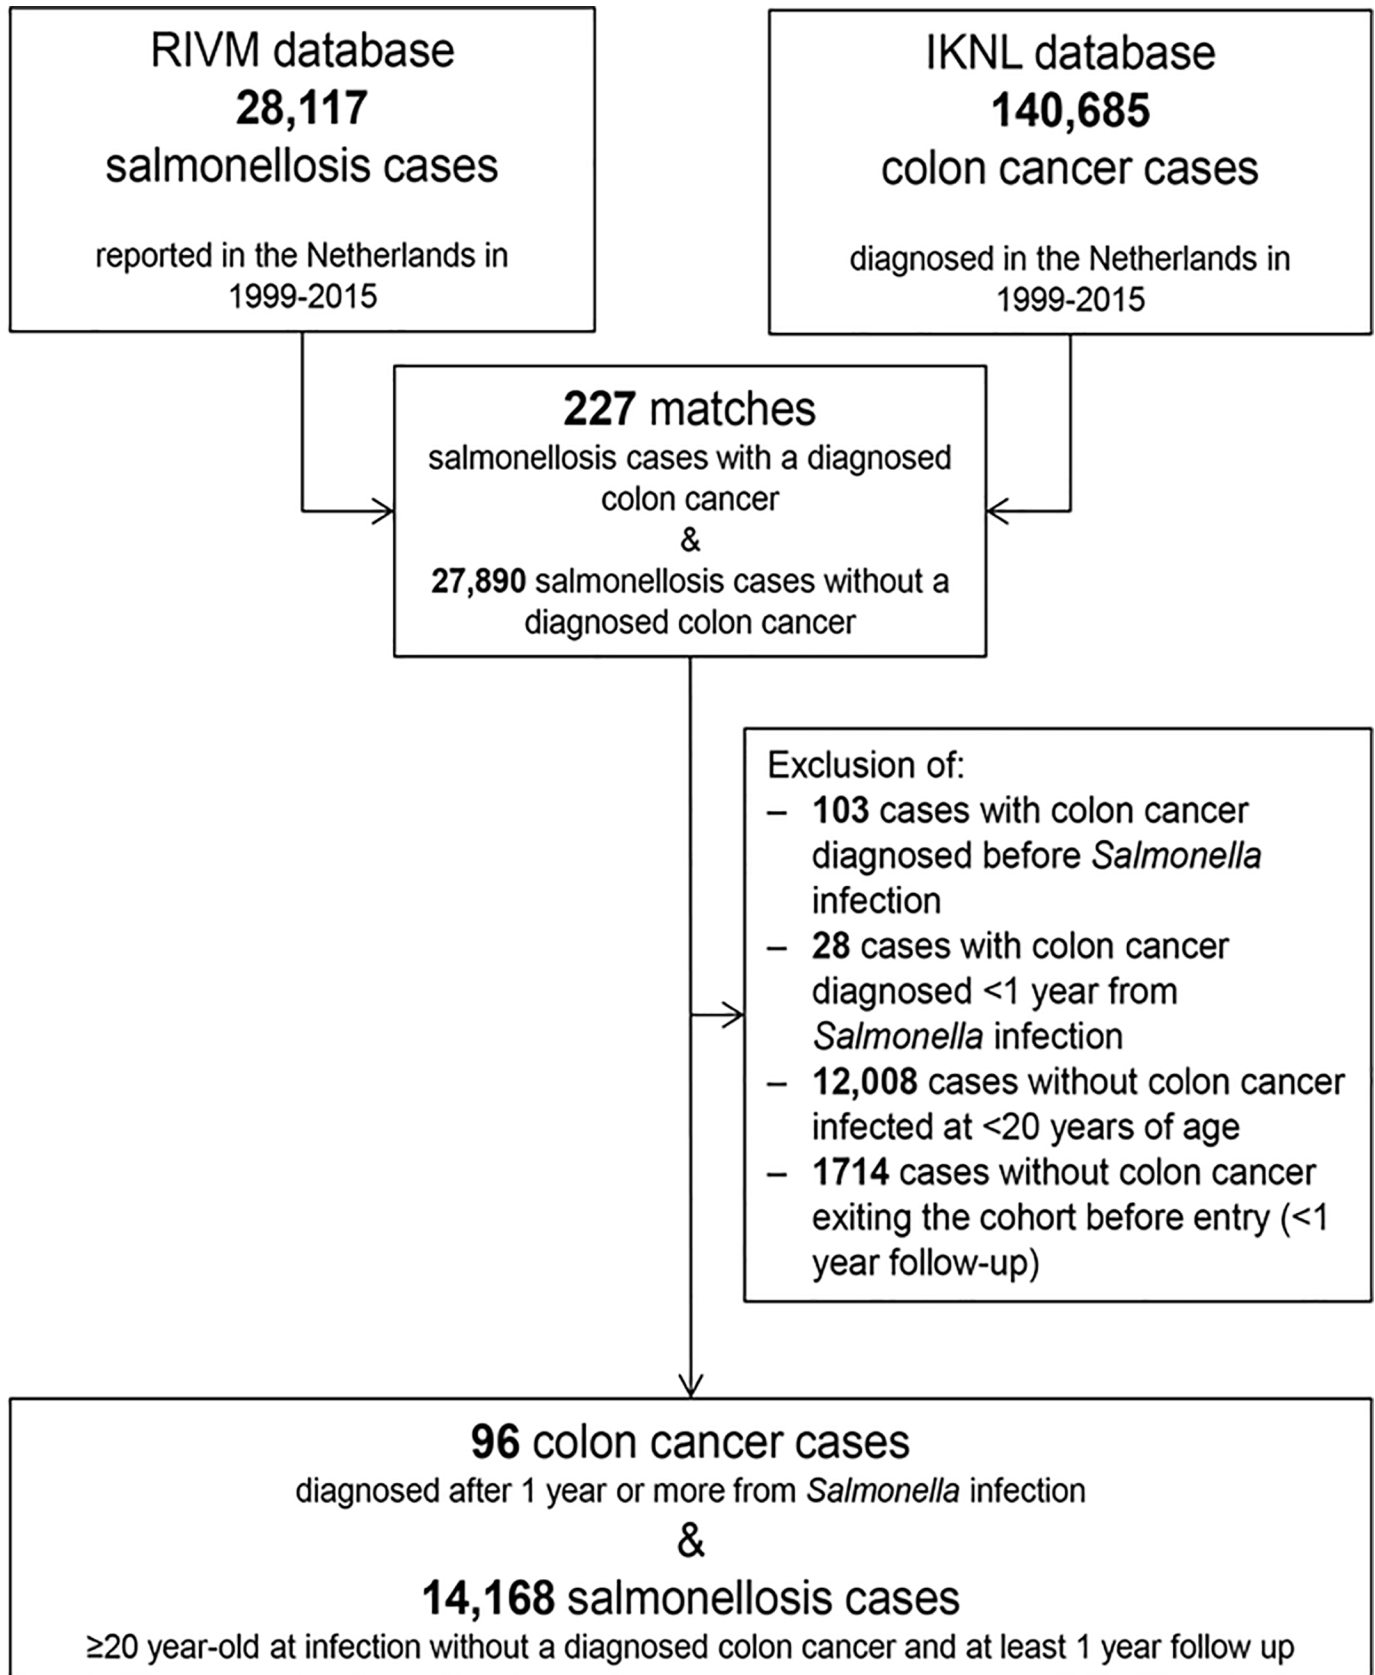 RIVM database
28,117
salmonellosis cases
reported in the Netherlands in
1999-2015
IKNL database
140,685
colon cancer cases
diagnosed in the Netherlands in
1999-2015
227 matches
salmonellosis cases with a diagnosed
colon cancer
&
27,890 salmonellosis cases without a
diagnosed colon cancer
Exclusion of:
– 103 cases with colon cancer
diagnosed before Salmonella
infection
– 28 cases with colon cancer
diagnosed <1 year from
Salmonella infection
– 12,008 cases without colon cancer
infected at <20 years of age
– 1714 cases without colon cancer
exiting the cohort before entry (<1
year follow-up)
96 colon cancer cases
diagnosed after 1 year or more from Salmonella infection
&
14,168 salmonellosis cases
≥20 year-old at infection without a diagnosed colon cancer and at least 1 year follow up